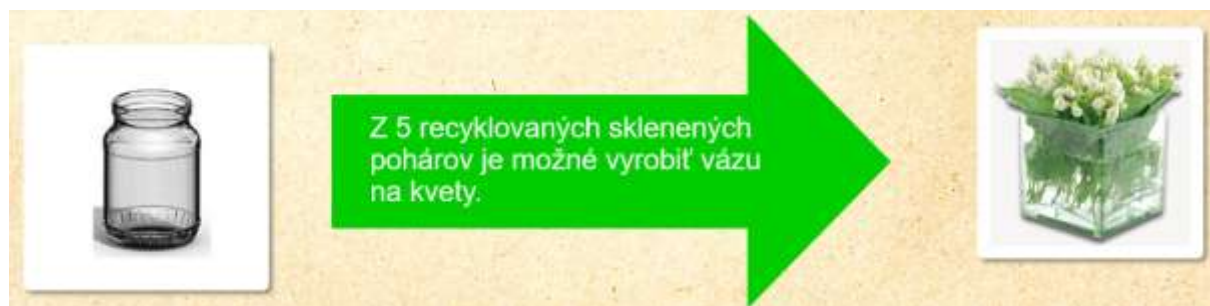 Z 5 recyklovaných sklenených
pohárov je možné vyrobiť vázu
na kvety.